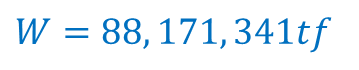 W = 88, 171, 341tf